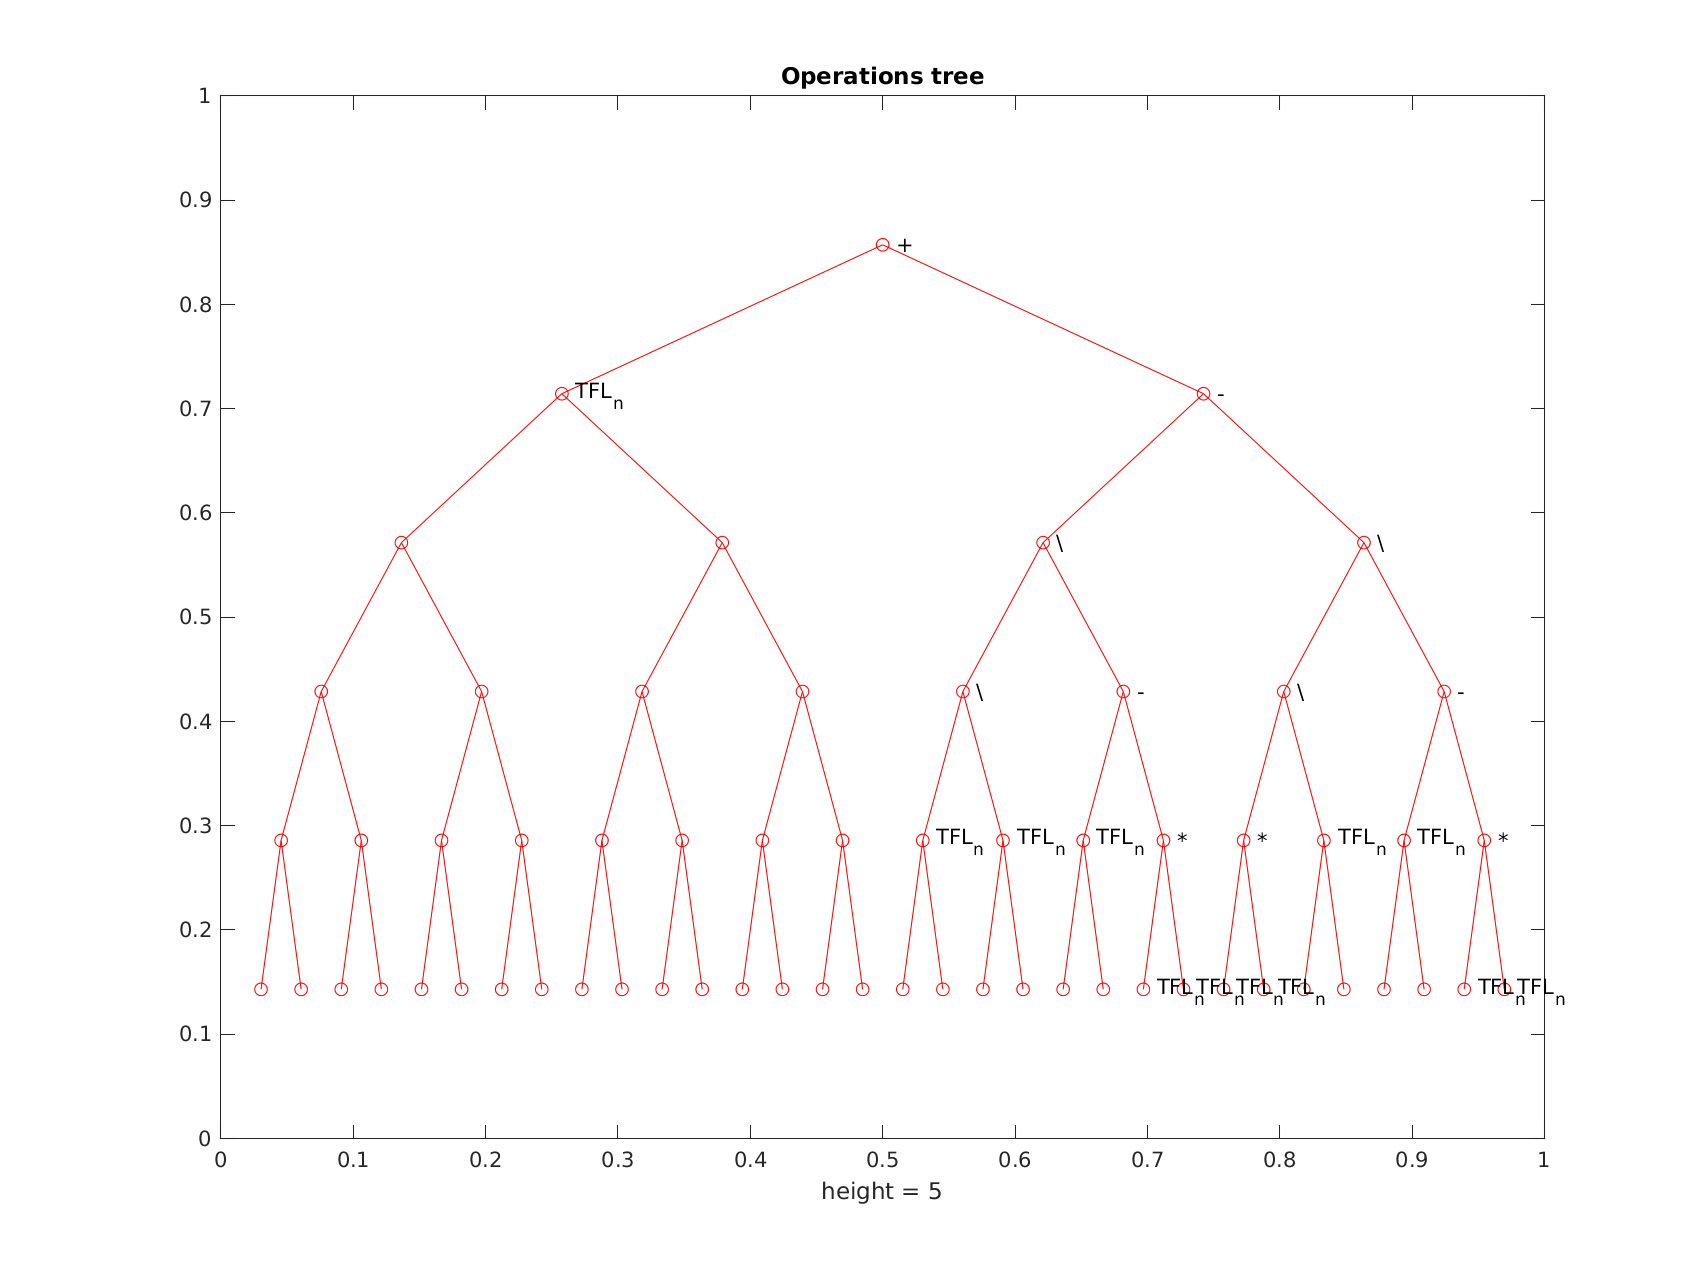 Operations tree
1
0.9
+
0.8
TFLn -
0.7
0.6
\ \
0.5
\ - \ -
0.4
0.3
TFLn TFLn TFLn * * TFLn TFLn *
0.2
TFLn TFLn TFLn TFLn TFLn TFLn
0.1
0
0 0.1 0.2 0.3 0.4 0.5 0.6 0.7 0.8 0.9 1
height = 5